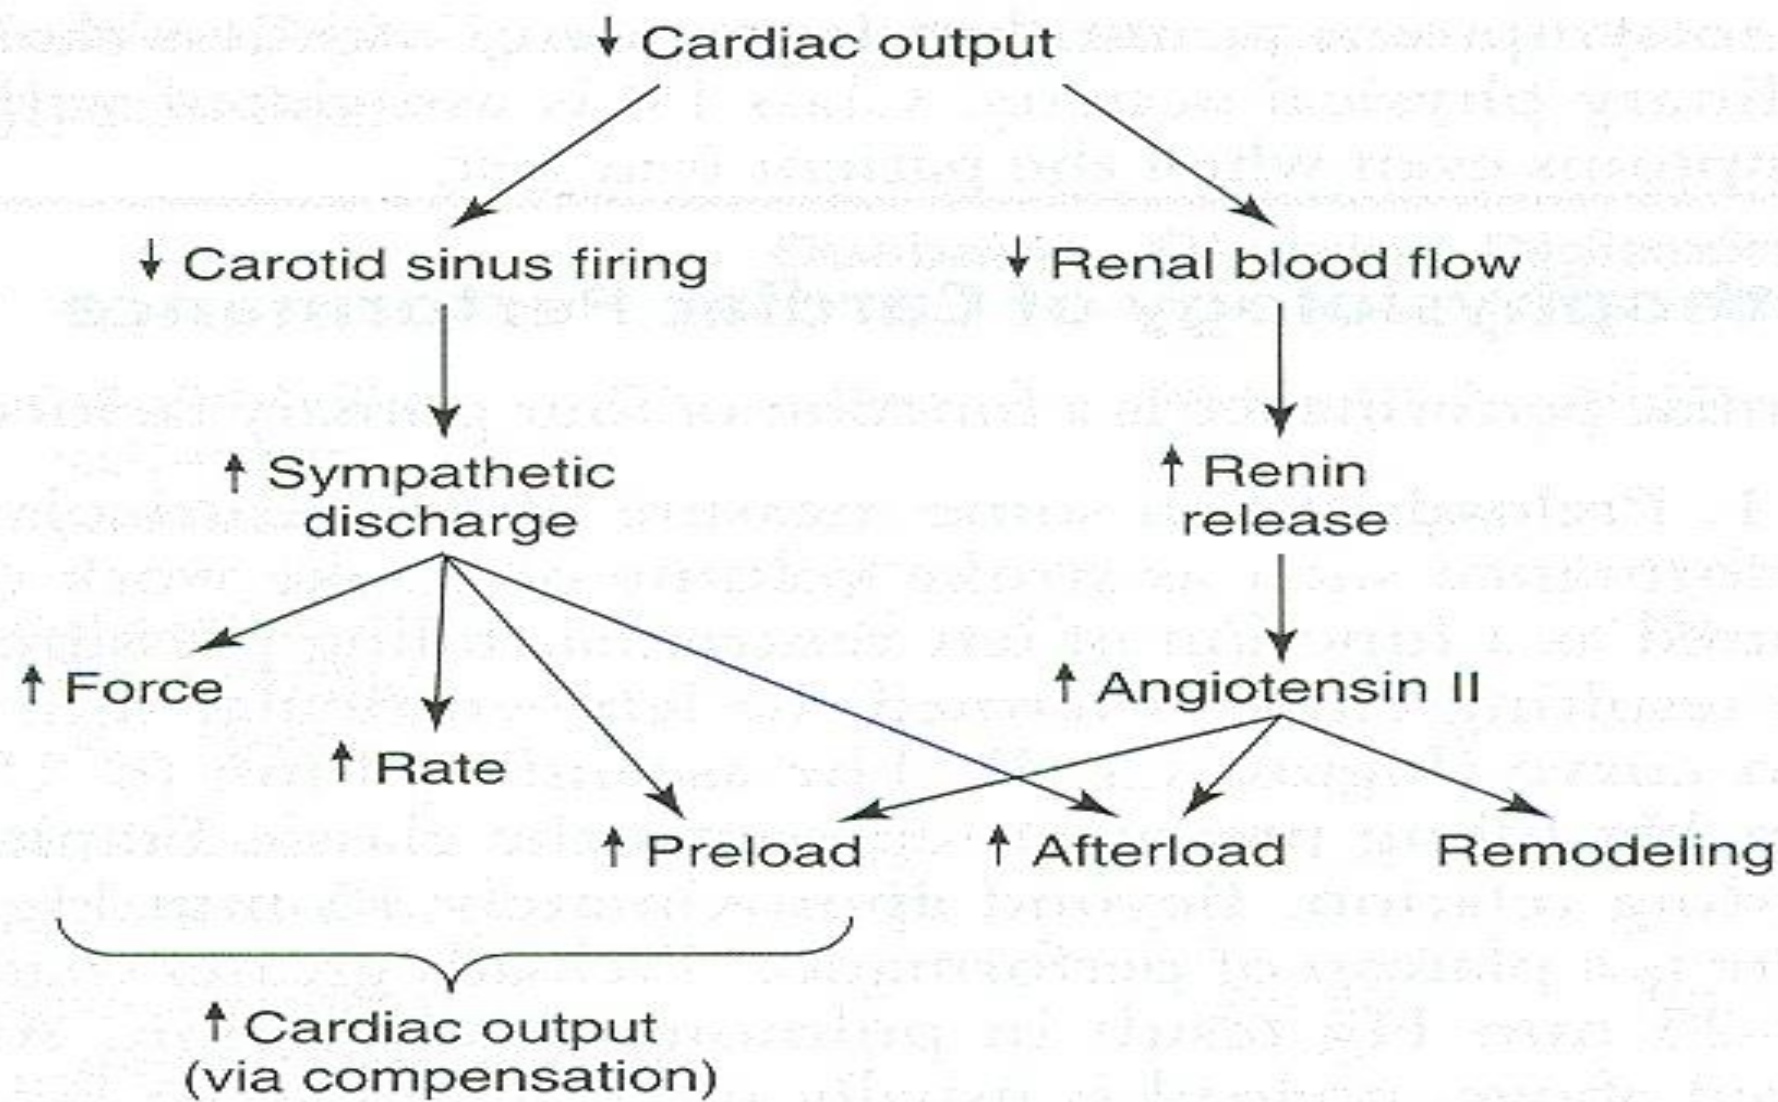 ↓ Cardiac output
↓ Carotid sinus firing
↓ Renal blood flow
↑ Sympathetic
discharge
↑ Renin
release
↑ Force
↑ Angiotensin II
↑ Rate
↑ Preload
↑ Afterload
Remodeling
↑ Cardiac output
(via compensation)